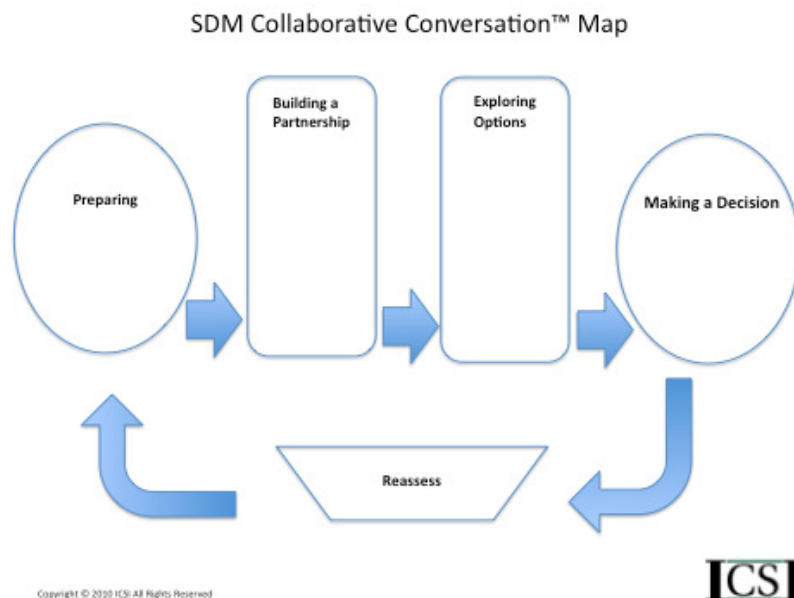 SDM Collaborative Conversation™ Map
Building a
Partnership
Exploring
Options
Preparing
Making a Decision
Reassess
Copyright © 2010 ICSI All Rights Reserved
ICSI